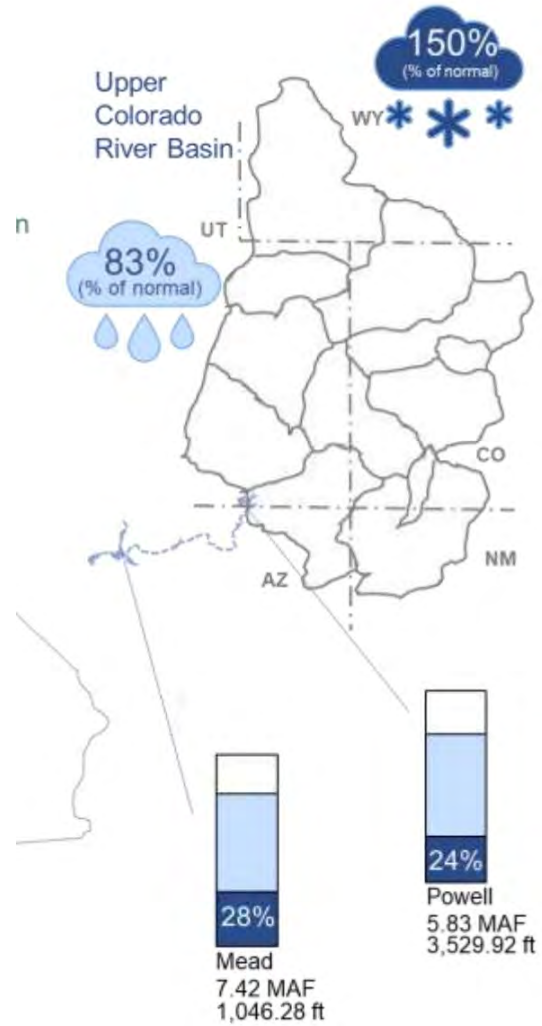 150%
(% of normal)
Upper
Colorado
River Basin
WY
n
UT
83%
(% of normal)
CO
NM
AZ
24%
Powell
5.83 MAF
3,529.92 ft
28%
Mead
7.42 MAF
1,046.28 ft